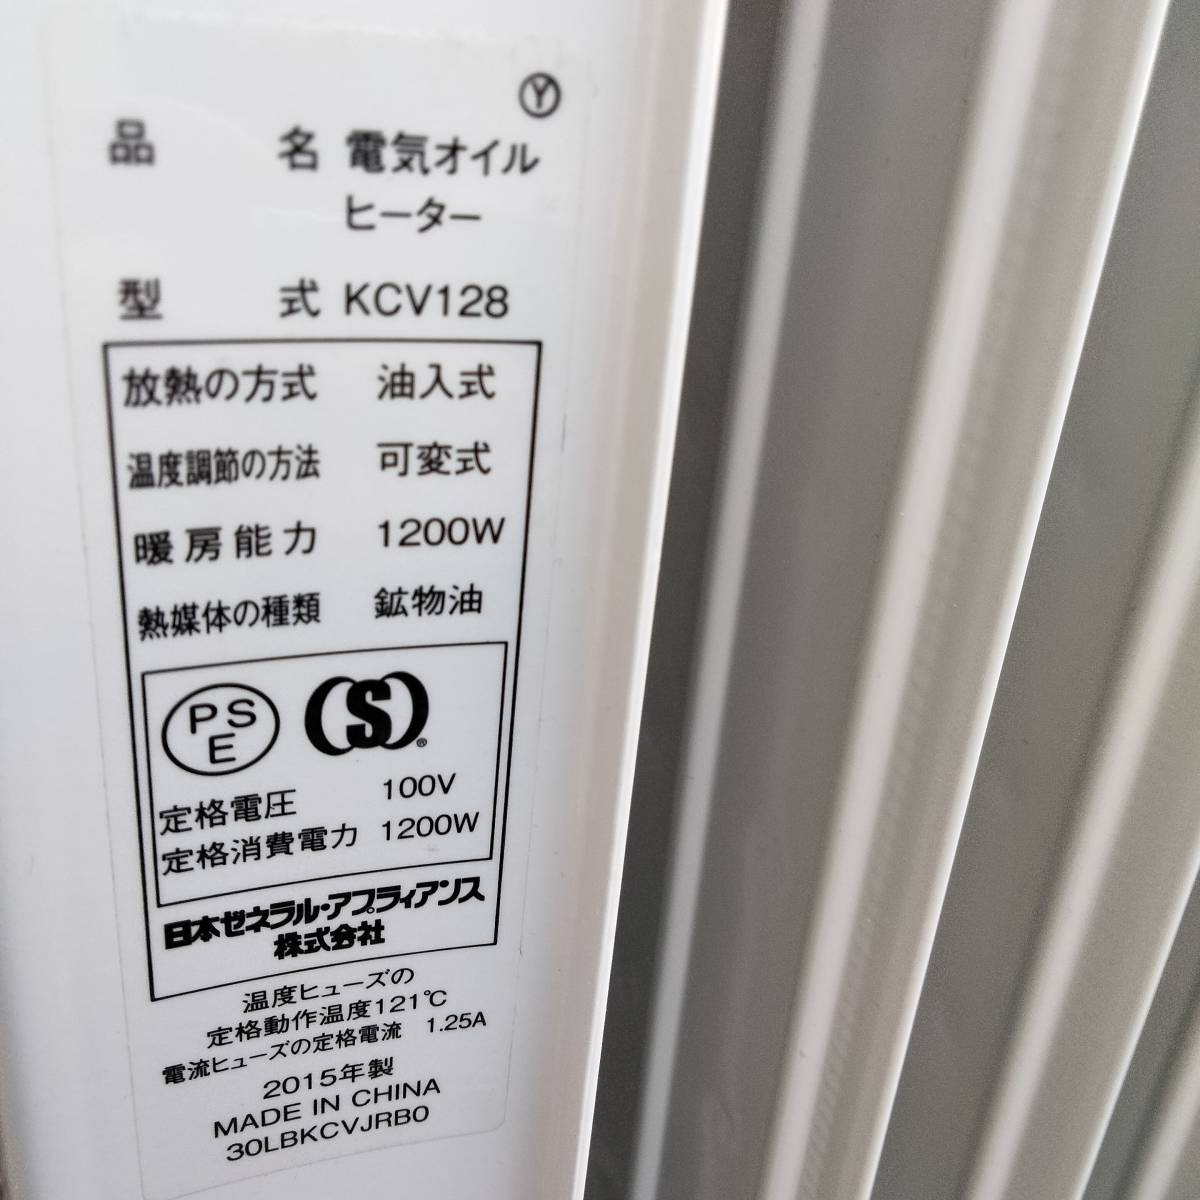 Ⓨ
品 名 電気オイル
ヒーター
型 式 KCV128
放熱の方式 油入式
温度調節の方法 可変式
暖房能力 1200W
熱媒体の種類 鉱物油
PSE S®
定格電圧 100V
定格消費電力 1200W
日本ゼネラル・アプライアンス
株式会社
温度ヒューズの
定格動作温度121℃
電流ヒューズの定格電流 1.25A
2015年製
MADE IN CHINA
30LBKCVJRB0